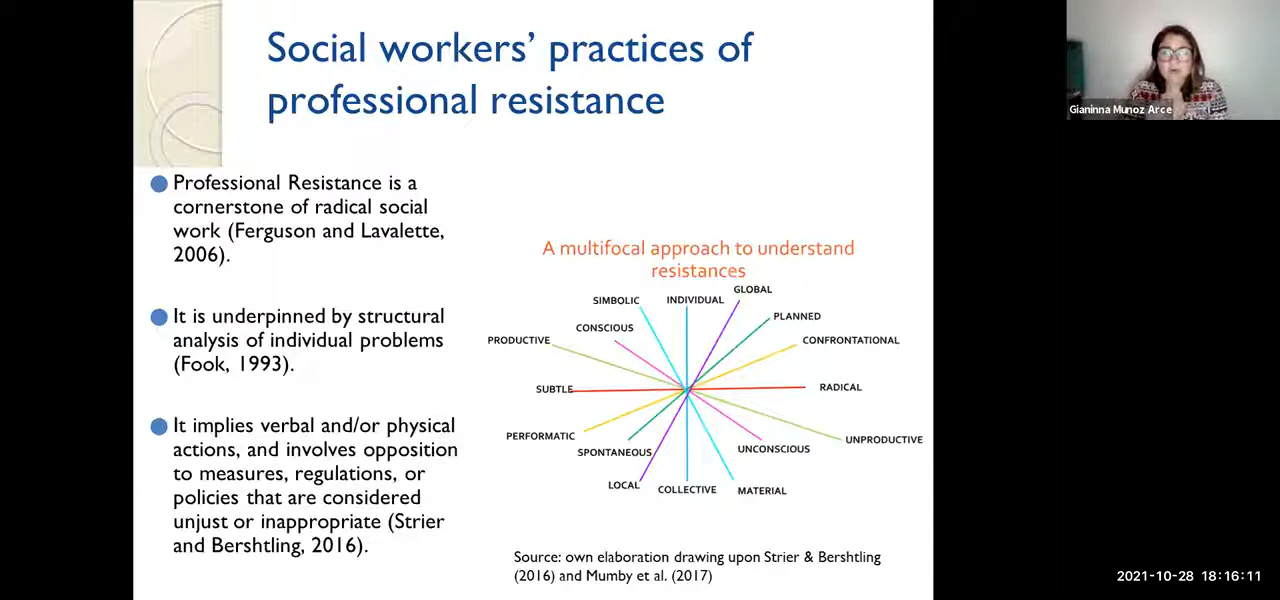 Social workers’ practices of
professional resistance
Professional Resistance is a
cornerstone of radical social
work (Ferguson and Lavalette,
2006).
It is underpinned by structural
analysis of individual problems
(Fook, 1993).
It implies verbal and/or physical
actions, and involves opposition
to measures, regulations, or
policies that are considered
unjust or inappropriate (Strier
and Bershtling, 2016).
A multifocal approach to understand
resistances
GLOBAL
SIMBOLIC
INDIVIDUAL
PLANNED
CONSCIOUS
PRODUCTIVE
CONFRONTATIONAL
SUBTLE
RADICAL
PERFORMATIC
UNPRODUCTIVE
SPONTANEOUS
UNCONSCIOUS
LOCAL
COLLECTIVE
MATERIAL
Source: own elaboration drawing upon Strier & Bershtling
(2016) and Mumby et al. (2017)
Gianinna Munoz Arce
2021-10-28 18:16:11